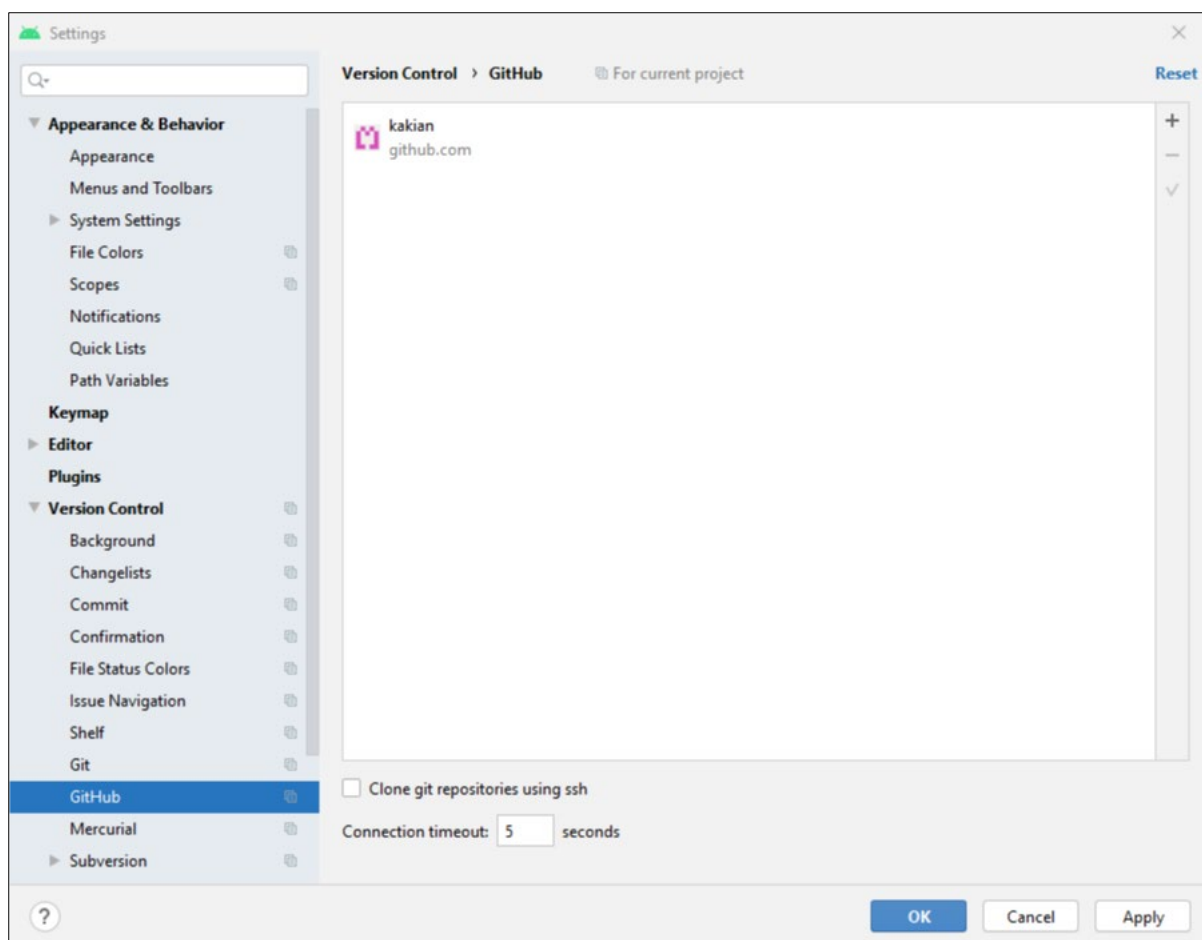 Settings
Version Control › GitHub For current project Reset
Appearance & Behavior
Appearance
Menus and Toolbars
System Settings
File Colors
Scopes
Notifications
Quick Lists
Path Variables
Keymap
Editor
Plugins
Version Control
Background
Changelists
Commit
Confirmation
File Status Colors
Issue Navigation
Shelf
Git
GitHub
Mercurial
Subversion
kakian
github.com
Clone git repositories using ssh
Connection timeout: 5 seconds
? OK Cancel Apply